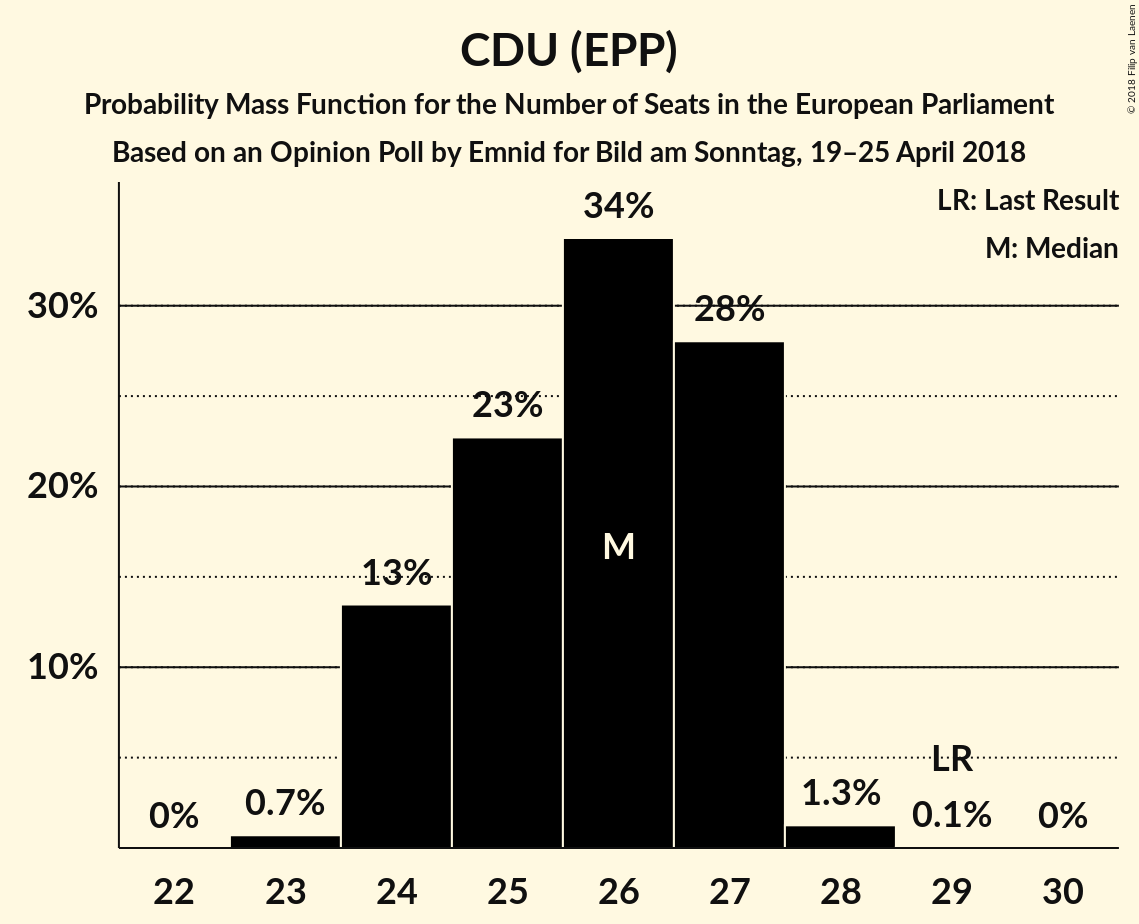 CDU (EPP)
Probability Mass Function for the Number of Seats in the European Parliament
Based on an Opinion Poll by Emnid for Bild am Sonntag, 19–25 April 2018
© 2018 Filip van Laenen
LR: Last Result
M: Median
30%
20%
10%
0%
0.7%
13%
23%
34%
M
28%
1.3%
LR
0.1%
0%
22 23 24 25 26 27 28 29 30